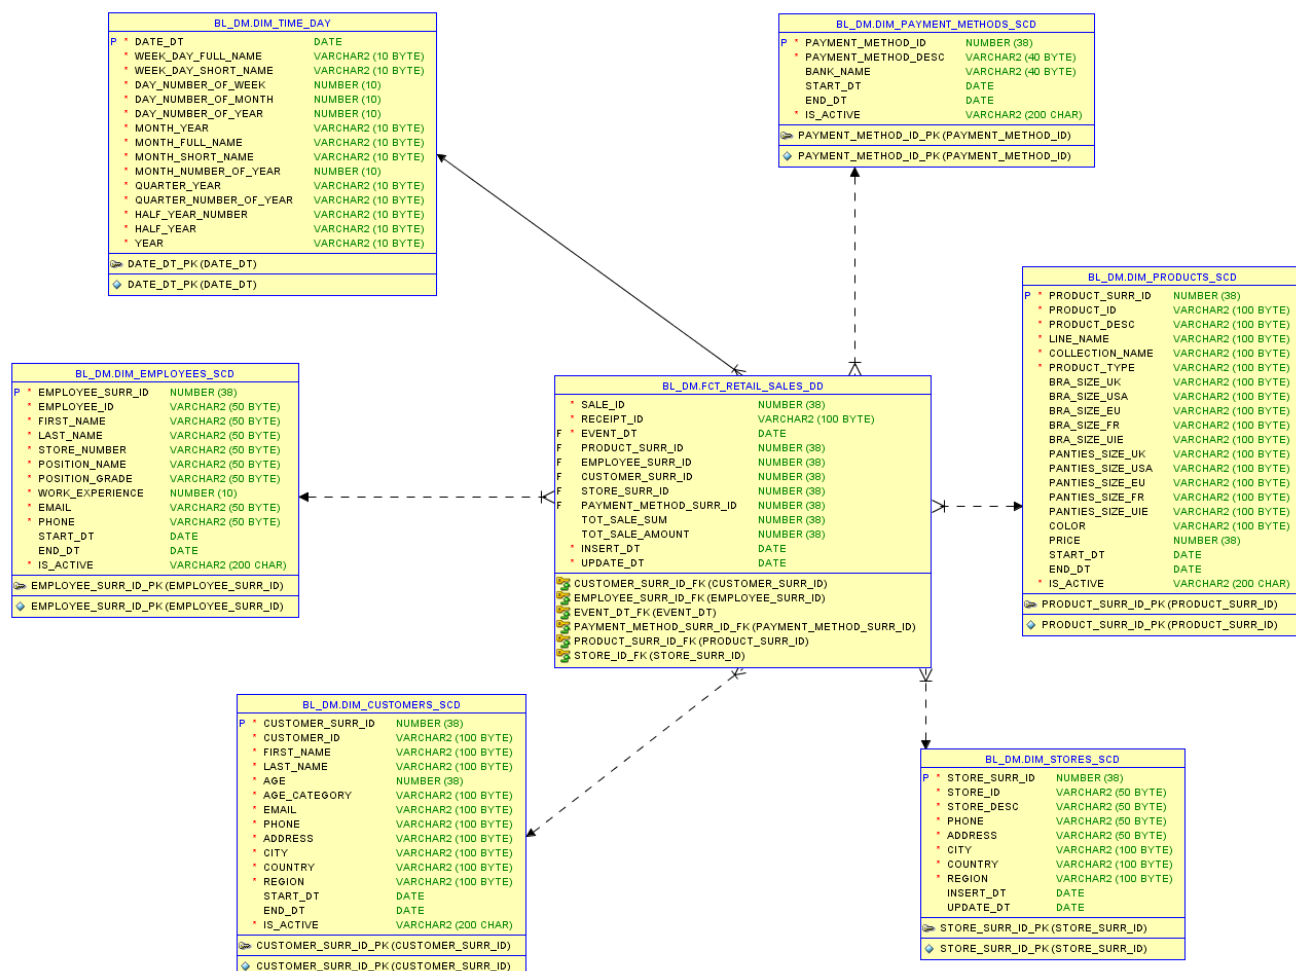 BL_DM.DIM_TIME_DAY
P * DATE_DT DATE
* WEEK_DAY_FULL_NAME VARCHAR2 (10 BYTE)
* WEEK_DAY_SHORT_NAME VARCHAR2 (10 BYTE)
* DAY_NUMBER_OF_WEEK NUMBER (10)
* DAY_NUMBER_OF_MONTH NUMBER (10)
* DAY_NUMBER_OF_YEAR NUMBER (10)
* MONTH_YEAR VARCHAR2 (10 BYTE)
* MONTH_FULL_NAME VARCHAR2 (10 BYTE)
* MONTH_SHORT_NAME VARCHAR2 (10 BYTE)
* MONTH_NUMBER_OF_YEAR NUMBER (10)
* QUARTER_YEAR VARCHAR2 (10 BYTE)
* QUARTER_NUMBER_OF_YEAR VARCHAR2 (10 BYTE)
* HALF_YEAR_NUMBER VARCHAR2 (10 BYTE)
* HALF_YEAR VARCHAR2 (10 BYTE)
* YEAR VARCHAR2 (10 BYTE)
DATE_DT_PK (DATE_DT)
DATE_DT_PK (DATE_DT)
BL_DM.DIM_PAYMENT_METHODS_SCD
P * PAYMENT_METHOD_ID NUMBER (38)
* PAYMENT_METHOD_DESC VARCHAR2 (40 BYTE)
BANK_NAME VARCHAR2 (40 BYTE)
START_DT DATE
END_DT DATE
* IS_ACTIVE VARCHAR2 (200 CHAR)
PAYMENT_METHOD_ID_PK (PAYMENT_METHOD_ID)
PAYMENT_METHOD_ID_PK (PAYMENT_METHOD_ID)
BL_DM.DIM_PRODUCTS_SCD
P * PRODUCT_SURR_ID NUMBER (38)
* PRODUCT_ID VARCHAR2 (100 BYTE)
* PRODUCT_DESC VARCHAR2 (100 BYTE)
* LINE_NAME VARCHAR2 (100 BYTE)
* COLLECTION_NAME VARCHAR2 (100 BYTE)
* PRODUCT_TYPE VARCHAR2 (100 BYTE)
BRA_SIZE_UK VARCHAR2 (100 BYTE)
BRA_SIZE_USA VARCHAR2 (100 BYTE)
BRA_SIZE_EU VARCHAR2 (100 BYTE)
BRA_SIZE_FR VARCHAR2 (100 BYTE)
BRA_SIZE_UIE VARCHAR2 (100 BYTE)
PANTIES_SIZE_UK VARCHAR2 (100 BYTE)
PANTIES_SIZE_USA VARCHAR2 (100 BYTE)
PANTIES_SIZE_EU VARCHAR2 (100 BYTE)
PANTIES_SIZE_FR VARCHAR2 (100 BYTE)
PANTIES_SIZE_UIE VARCHAR2 (100 BYTE)
COLOR VARCHAR2 (100 BYTE)
PRICE NUMBER (38)
START_DT DATE
END_DT DATE
* IS_ACTIVE VARCHAR2 (200 CHAR)
PRODUCT_SURR_ID_PK (PRODUCT_SURR_ID)
PRODUCT_SURR_ID_PK (PRODUCT_SURR_ID)
BL_DM.DIM_EMPLOYEES_SCD
P * EMPLOYEE_SURR_ID NUMBER (38)
* EMPLOYEE_ID VARCHAR2 (50 BYTE)
* FIRST_NAME VARCHAR2 (50 BYTE)
* LAST_NAME VARCHAR2 (50 BYTE)
* STORE_NUMBER VARCHAR2 (50 BYTE)
* POSITION_NAME VARCHAR2 (50 BYTE)
* POSITION_GRADE VARCHAR2 (50 BYTE)
* WORK_EXPERIENCE NUMBER (10)
* EMAIL VARCHAR2 (50 BYTE)
* PHONE VARCHAR2 (50 BYTE)
START_DT DATE
END_DT DATE
* IS_ACTIVE VARCHAR2 (200 CHAR)
EMPLOYEE_SURR_ID_PK (EMPLOYEE_SURR_ID)
EMPLOYEE_SURR_ID_PK (EMPLOYEE_SURR_ID)
BL_DM.FCT_RETAIL_SALES_DD
* SALE_ID NUMBER (38)
* RECEIPT_ID VARCHAR2 (100 BYTE)
F * EVENT_DT DATE
F PRODUCT_SURR_ID NUMBER (38)
F EMPLOYEE_SURR_ID NUMBER (38)
F CUSTOMER_SURR_ID NUMBER (38)
F STORE_SURR_ID NUMBER (38)
F PAYMENT_METHOD_SURR_ID NUMBER (38)
TOT_SALE_SUM NUMBER (38)
TOT_SALE_AMOUNT NUMBER (38)
* INSERT_DT DATE
* UPDATE_DT DATE
CUSTOMER_SURR_ID_FK (CUSTOMER_SURR_ID)
EMPLOYEE_SURR_ID_FK (EMPLOYEE_SURR_ID)
EVENT_DT_FK (EVENT_DT)
PAYMENT_METHOD_SURR_ID_FK (PAYMENT_METHOD_SURR_ID)
PRODUCT_SURR_ID_FK (PRODUCT_SURR_ID)
STORE_ID_FK (STORE_SURR_ID)
BL_DM.DIM_CUSTOMERS_SCD
P * CUSTOMER_SURR_ID NUMBER (38)
* CUSTOMER_ID VARCHAR2 (100 BYTE)
* FIRST_NAME VARCHAR2 (100 BYTE)
* LAST_NAME VARCHAR2 (100 BYTE)
* AGE NUMBER (38)
* AGE_CATEGORY VARCHAR2 (100 BYTE)
* EMAIL VARCHAR2 (100 BYTE)
* PHONE VARCHAR2 (100 BYTE)
* ADDRESS VARCHAR2 (100 BYTE)
* CITY VARCHAR2 (100 BYTE)
* COUNTRY VARCHAR2 (100 BYTE)
* REGION VARCHAR2 (100 BYTE)
START_DT DATE
END_DT DATE
* IS_ACTIVE VARCHAR2 (200 CHAR)
CUSTOMER_SURR_ID_PK (CUSTOMER_SURR_ID)
CUSTOMER_SURR_ID_PK (CUSTOMER_SURR_ID)
BL_DM.DIM_STORES_SCD
P * STORE_SURR_ID NUMBER (38)
* STORE_ID VARCHAR2 (50 BYTE)
* STORE_DESC VARCHAR2 (50 BYTE)
* PHONE VARCHAR2 (50 BYTE)
* ADDRESS VARCHAR2 (50 BYTE)
* CITY VARCHAR2 (100 BYTE)
* COUNTRY VARCHAR2 (100 BYTE)
* REGION VARCHAR2 (100 BYTE)
INSERT_DT DATE
UPDATE_DT DATE
STORE_SURR_ID_PK (STORE_SURR_ID)
STORE_SURR_ID_PK (STORE_SURR_ID)